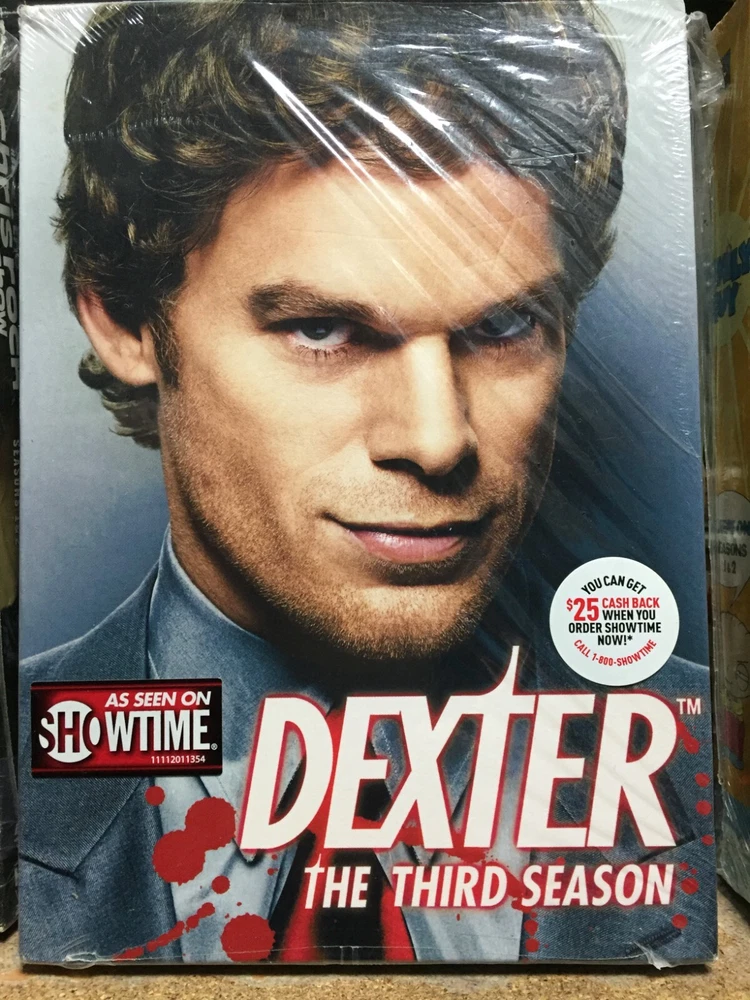 YOU CAN GET
$25 CASH BACK
WHEN YOU
ORDER SHOWTIME
NOW!*
CALL 1-800-SHOWTIME
AS SEEN ON
SHOWTIME®
11112011354
DEXTER™
THE THIRD SEASON